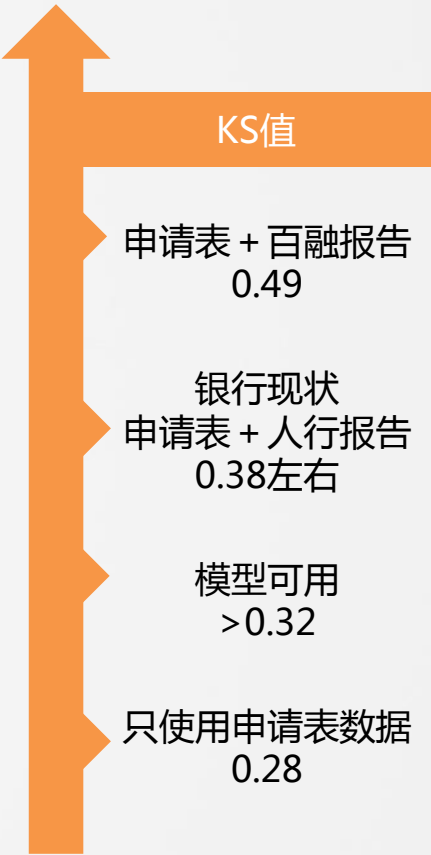 KS值
申请表 + 百融报告
0.49
银行现状
申请表 + 人行报告
0.38左右
模型可用
>0.32
只使用申请表数据
0.28